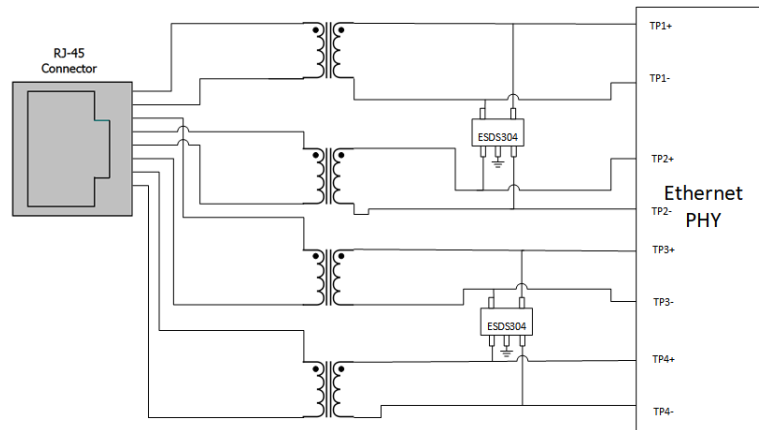 RJ-45
Connector
TP1+
TP1-
ESDS304
TP2+
Ethernet
PHY
TP2-
TP3+
TP3-
ESDS304
TP4+
TP4-